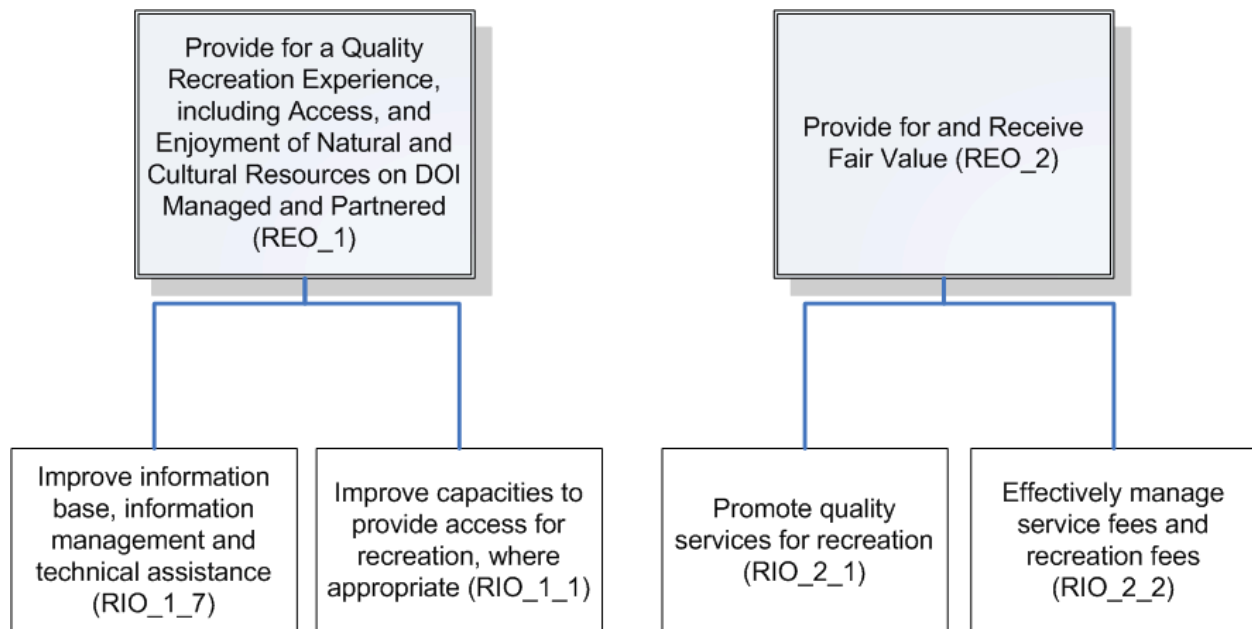 Provide for a Quality
Recreation Experience,
including Access, and
Enjoyment of Natural and
Cultural Resources on DOI
Managed and Partnered
(REO_1)
Provide for and Receive
Fair Value (REO_2)
Improve information
base, information
management and
technical assistance
(RIO_1_7)
Improve capacities to
provide access for
recreation, where
appropriate (RIO_1_1)
Promote quality
services for recreation
(RIO_2_1)
Effectively manage
service fees and
recreation fees
(RIO_2_2)